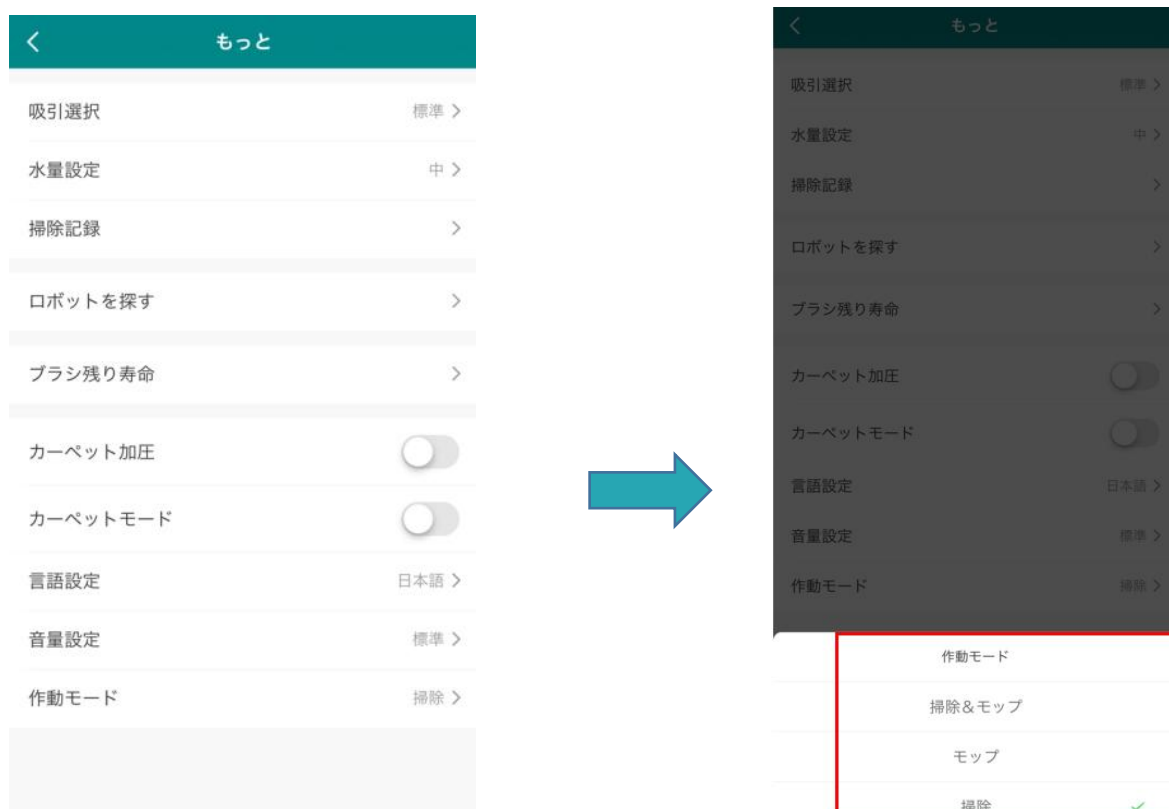 もっと
吸引選択 標準
水量設定 中
掃除記録
ロボットを探す
ブラシ残り寿命
カーペット加圧
カーペットモード
言語設定 日本語
音量設定 標準
作動モード 掃除
もっと
吸引選択 標準
水量設定 中
掃除記録
ロボットを探す
ブラシ残り寿命
カーペット加圧
カーペットモード
言語設定 日本語
音量設定 標準
作動モード 掃除
作動モード
掃除&モップ
モップ
掃除